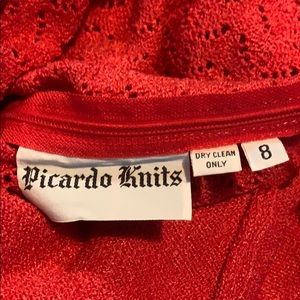 Picardo Knits
DRY CLEAN
ONLY
8